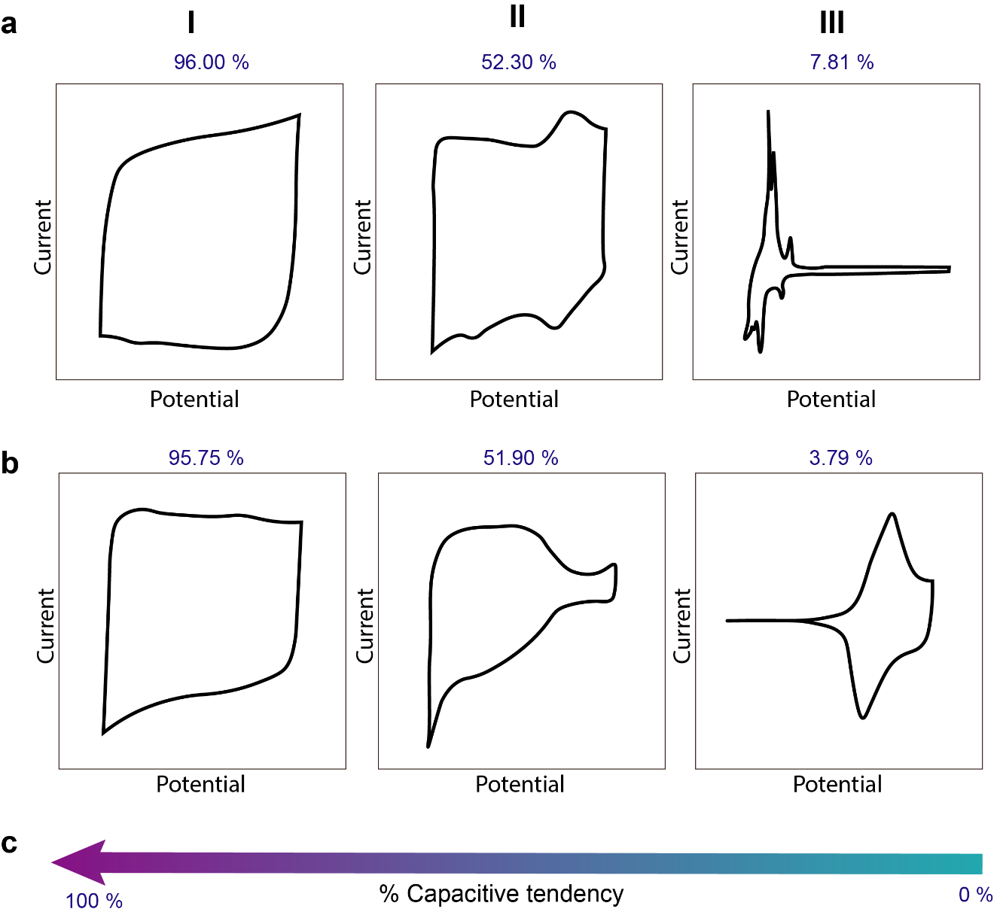 a
I
II
III
96.00 %
52.30 %
7.81 %
Current
Current
Current
Potential
Potential
Potential
b
95.75 %
51.90 %
3.79 %
Current
Current
Current
Potential
Potential
Potential
c
100 %
% Capacitive tendency
0 %